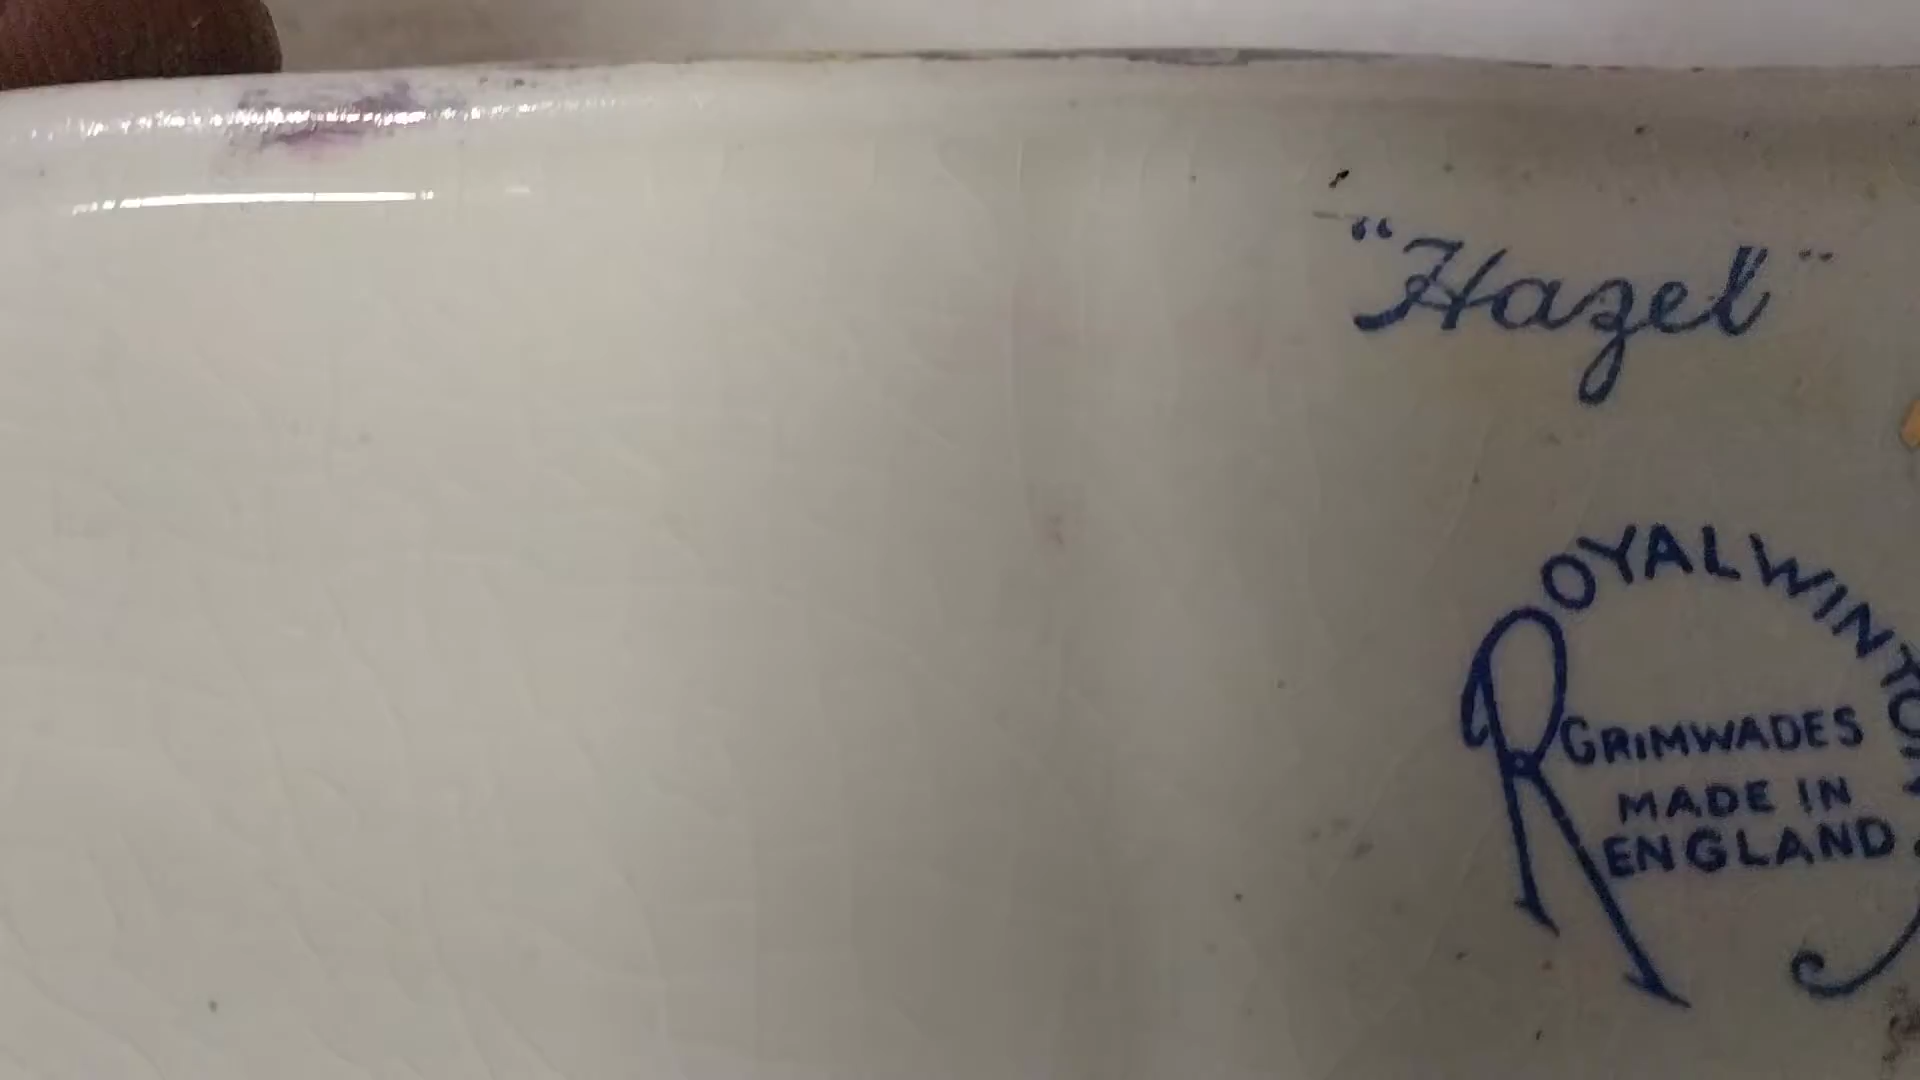 "Hazel"
ROYAL WINTON
GRIMWADES
MADE IN
ENGLAND